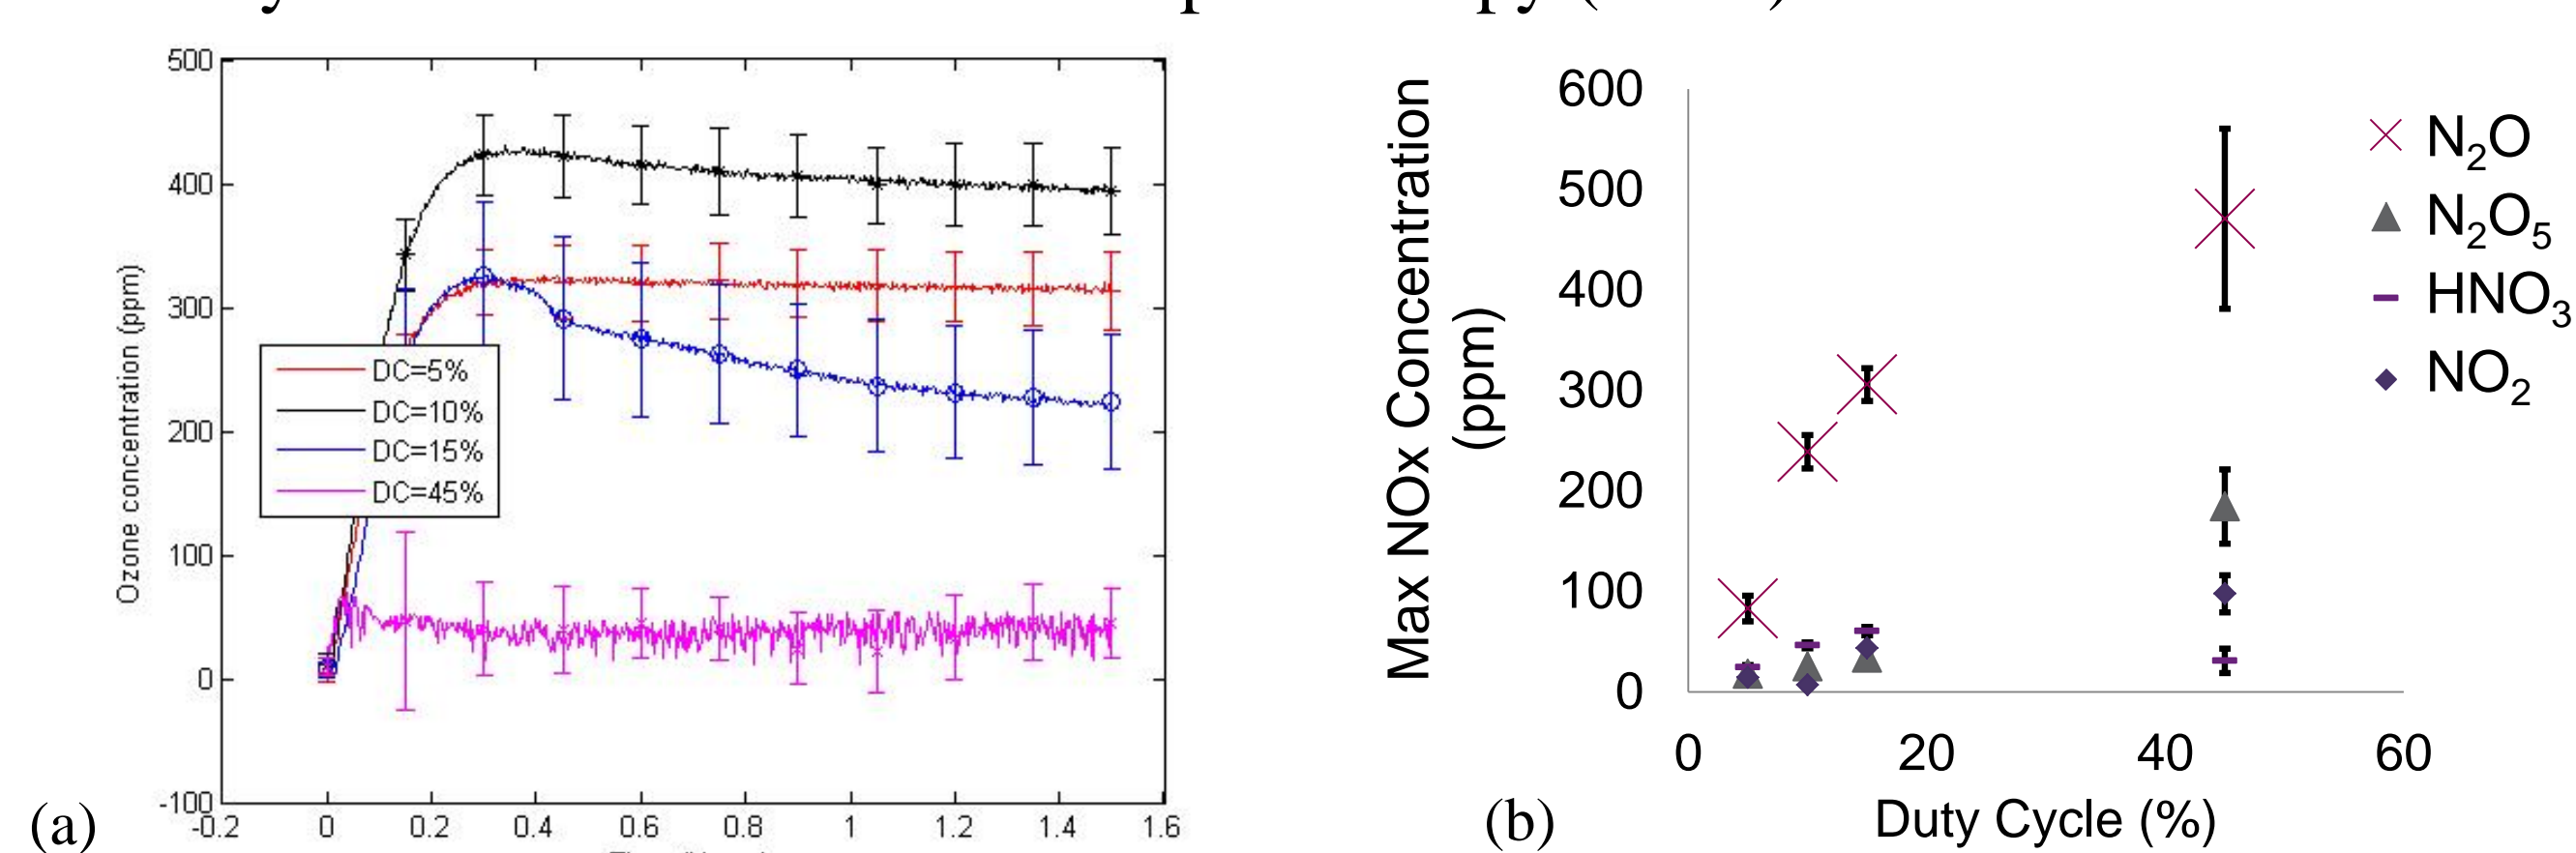 500
400
300
200
100
0
-100
-0.2 0 0.2 0.4 0.6 0.8 1 1.2 1.4 1.6
Ozone concentration (ppm)
DC=5%
DC=10%
DC=15%
DC=45%
(a)
600
500
400
300
200
100
0
0 20 40 60
Max NOx Concentration
(ppm)
Duty Cycle (%)
N₂O
N₂O₅
HNO₃
NO₂
(b)